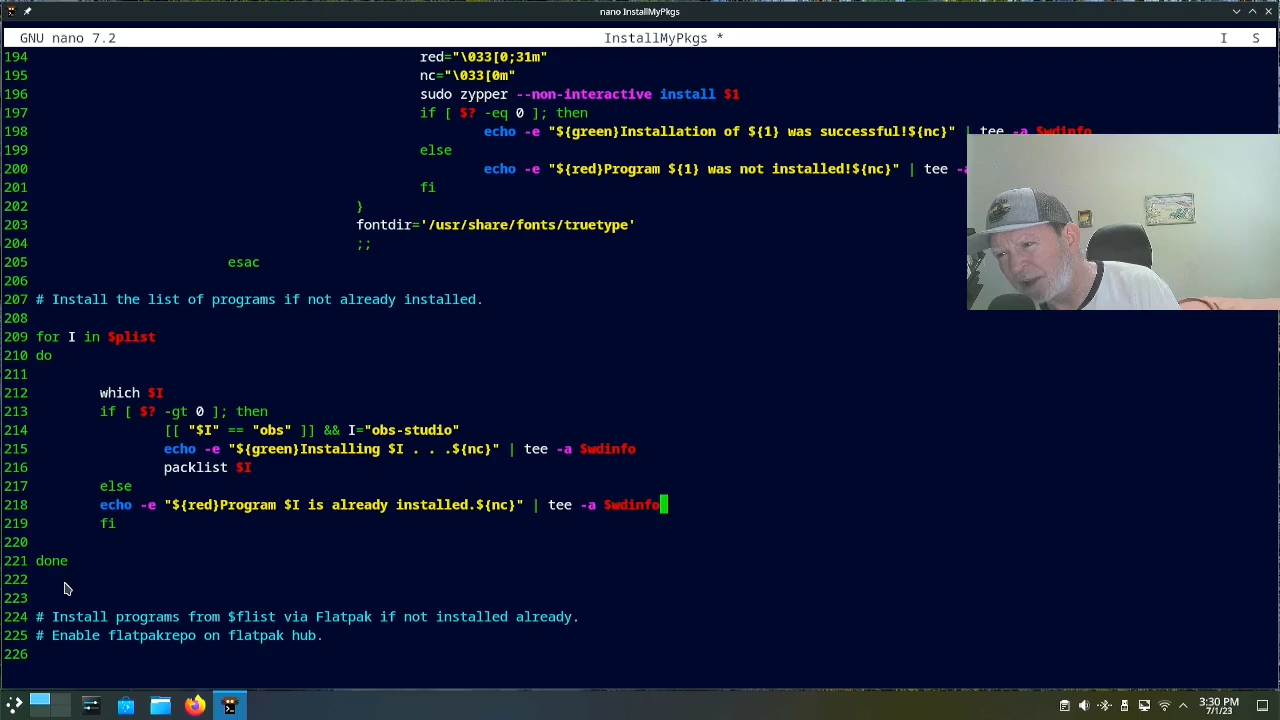 nano InstallMyPkgs
GNU nano 7.2 InstallMyPkgs * I S
194 red="\033[0;31m"
195 nc="\033[0m"
196 sudo zypper --non-interactive install $1
197 if [ $? -eq 0 ]; then
198 echo -e "${green}Installation of ${1} was successful!${nc}" | tee -a $wdinfo
199 else
200 echo -e "${red}Program ${1} was not installed!${nc}" | tee
201 fi
202 }
203 fontdir='/usr/share/fonts/truetype'
204 ;;
205 esac
206
207 # Install the list of programs if not already installed.
208
209 for I in $plist
210 do
211
212 which $I
213 if [ $? -gt 0 ]; then
214 [[ "$I" == "obs" ]] && I="obs-studio"
215 echo -e "${green}Installing $I . . .${nc}" | tee -a $wdinfo
216 packlist $I
217 else
218 echo -e "${red}Program $I is already installed.${nc}" | tee -a $wdinfo
219 fi
220
221 done
222
223
224 # Install programs from $flist via Flatpak if not installed already.
225 # Enable flatpakrepo on flatpak hub.
226
3:30 PM
7/1/23